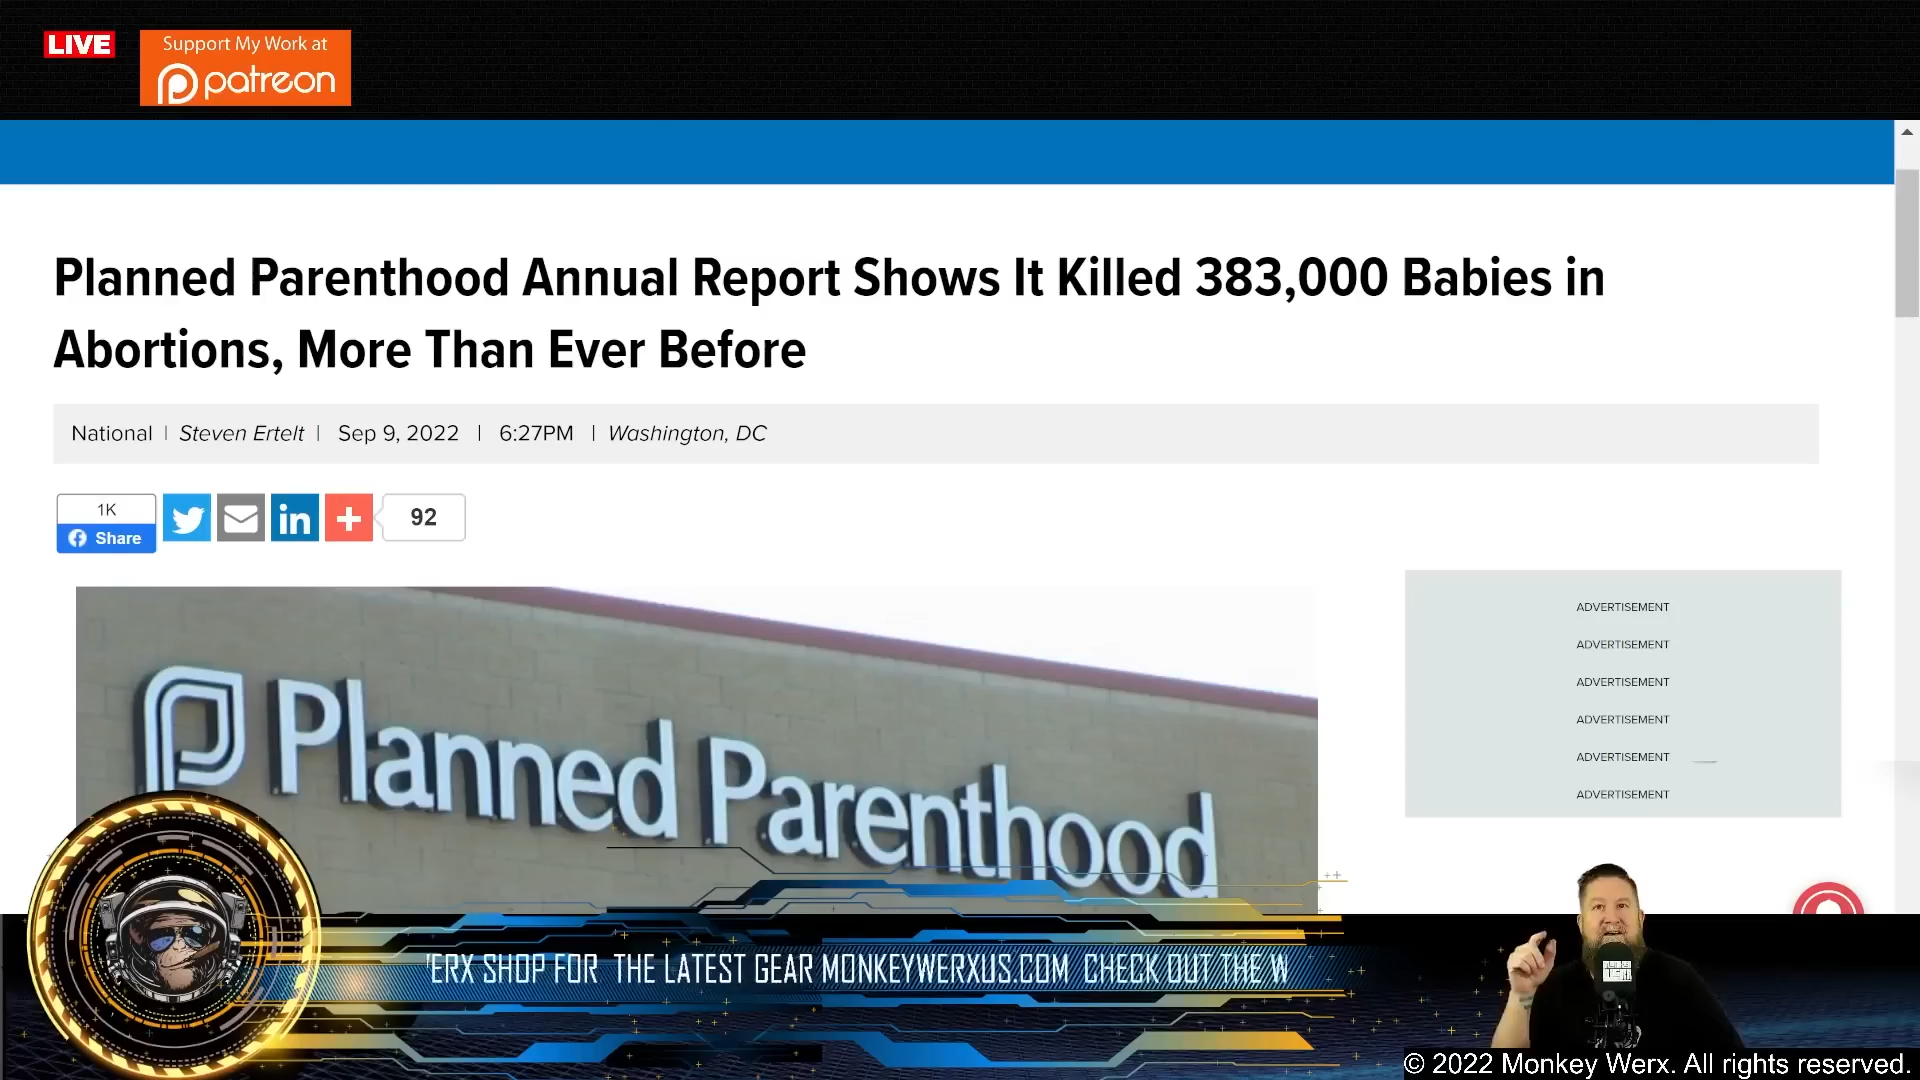 LIVE
Support My Work at
patreon
Planned Parenthood Annual Report Shows It Killed 383,000 Babies in
Abortions, More Than Ever Before
National | Steven Ertelt | Sep 9, 2022 | 6:27PM | Washington, DC
1K
Share
in
92
ADVERTISEMENT
ADVERTISEMENT
ADVERTISEMENT
ADVERTISEMENT
ADVERTISEMENT
ADVERTISEMENT
Planned Parenthood
'ERX SHOP FOR THE LATEST GEAR MONKEYWERXUS.COM CHECK OUT THE W
© 2022 Monkey Werx. All rights reserved.